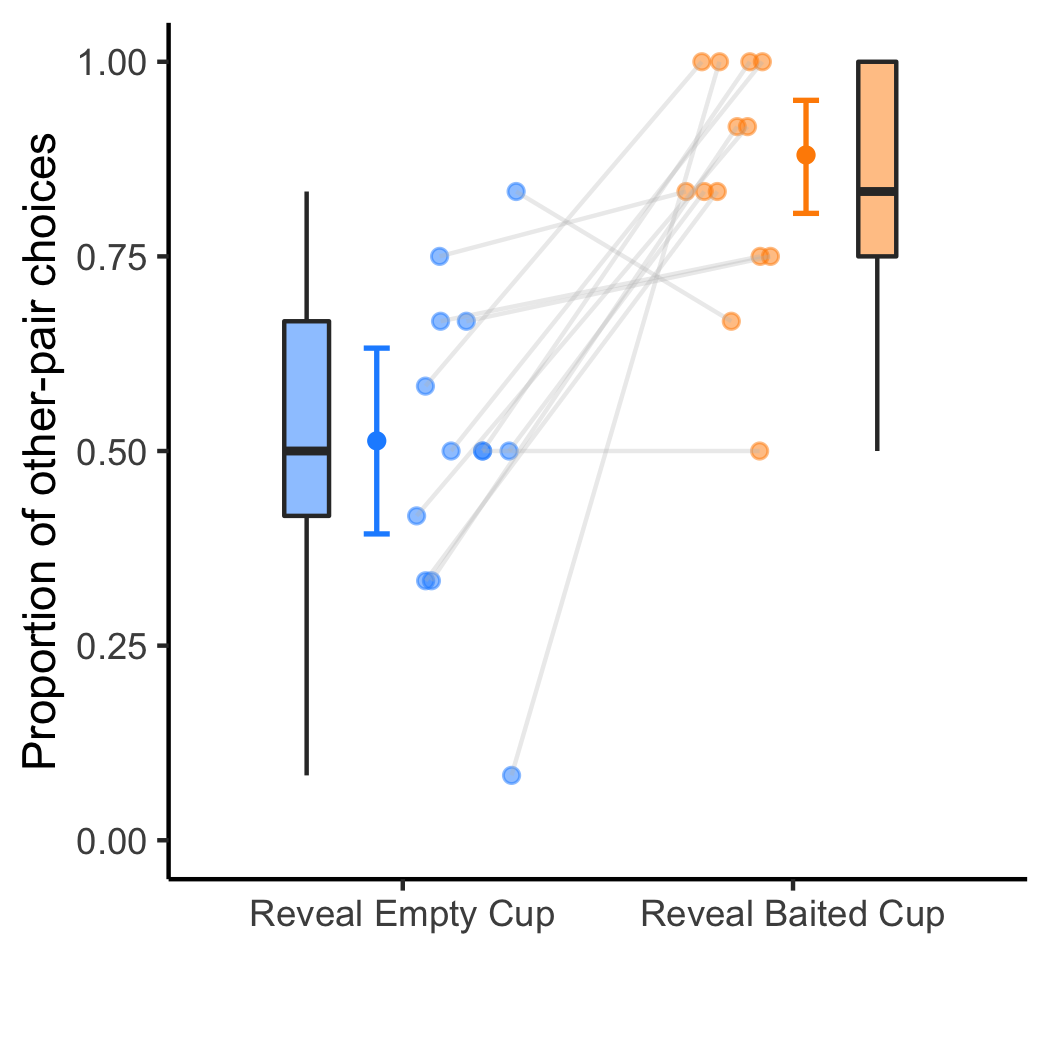 Proportion of other-pair choices
1.00
0.75
0.50
0.25
0.00
Reveal Empty Cup
Reveal Baited Cup